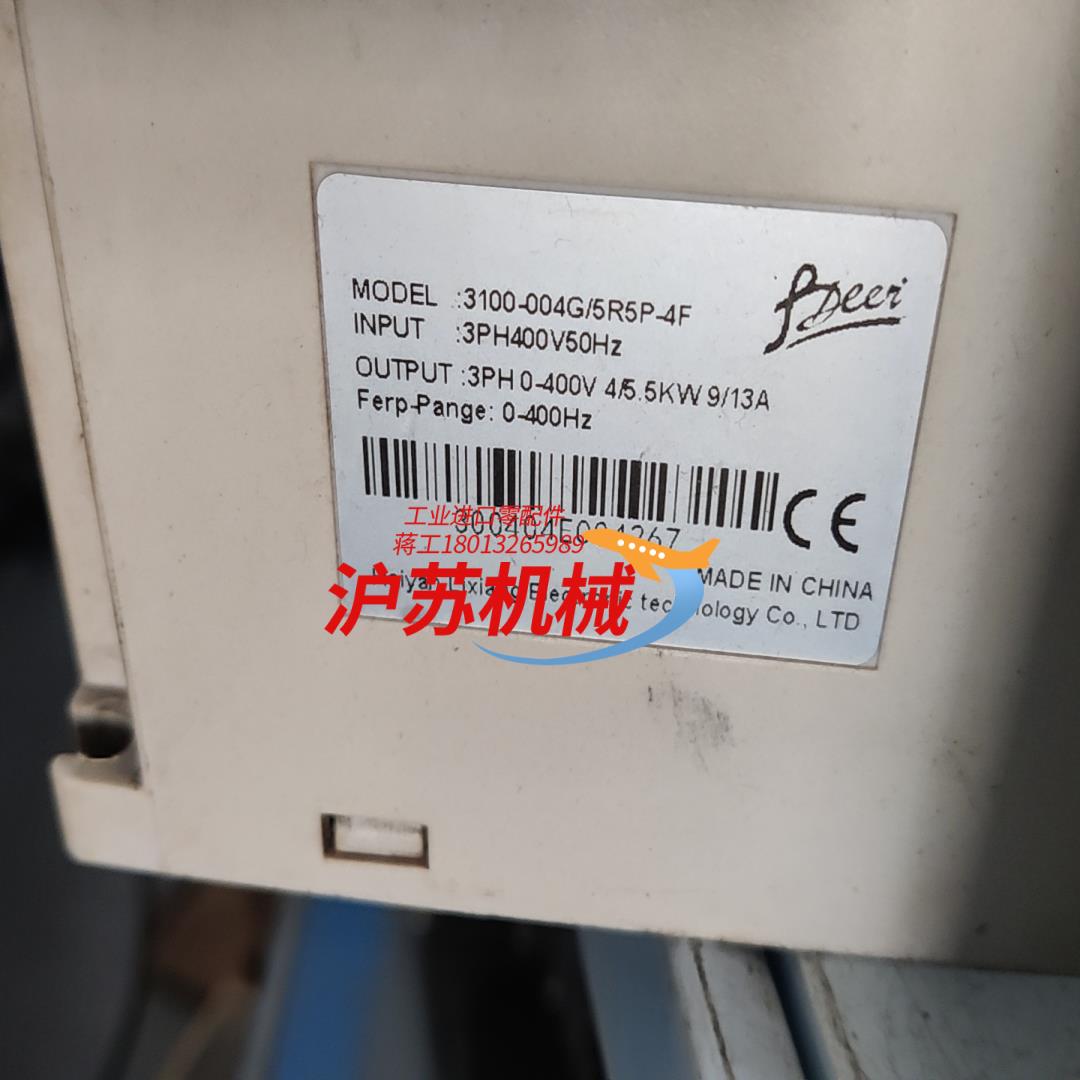 Deer
MODEL :3100-004G/5R5P-4F
INPUT :3PH400V50Hz
OUTPUT :3PH 0-400V 4/5.5KW 9/13A
Ferp-Pange: 0-400Hz
CE
工业进口零配件
蒋工18013265989
沪苏机械
MADE IN CHINA
Co., LTD